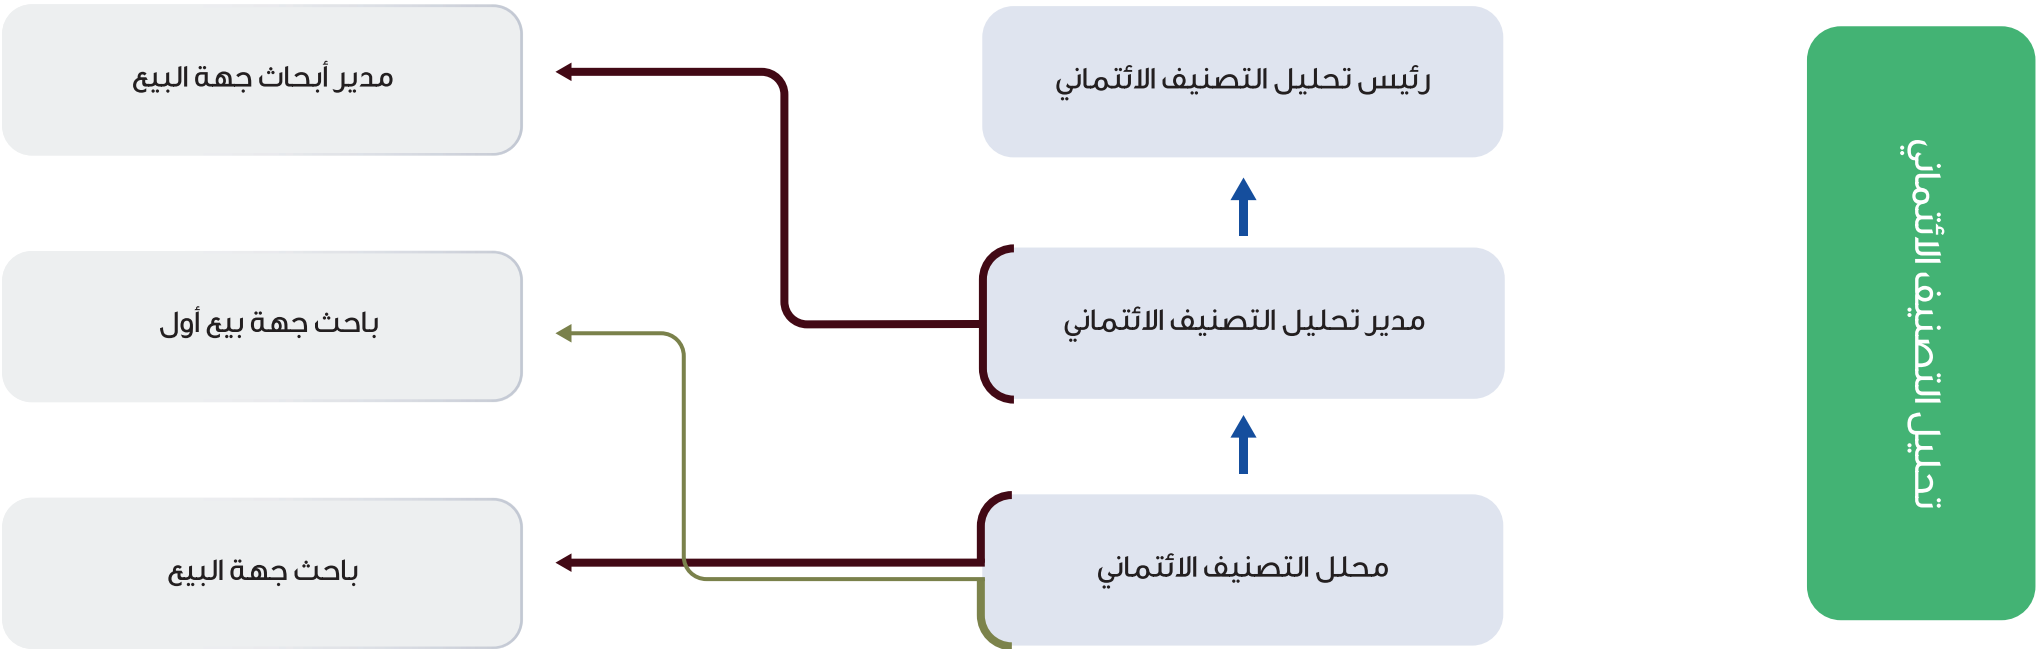 تحليل التصنيف الائتماني
رئيس تحليل التصنيف الائتماني
مدير أبحاث جهة البيع
مدير تحليل التصنيف الائتماني
باحث جهة بيع أول
محلل التصنيف الائتماني
باحث جهة البيع